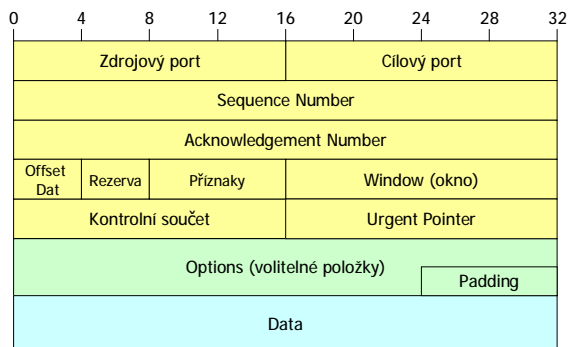 0 4 8 12 16 20 24 28 32
Zdrojový port Cílový port
Sequence Number
Acknowledgement Number
Offset Dat Rezerva Příznaky Window (okno)
Kontrolní součet Urgent Pointer
Options (volitelné položky)
Padding
Data